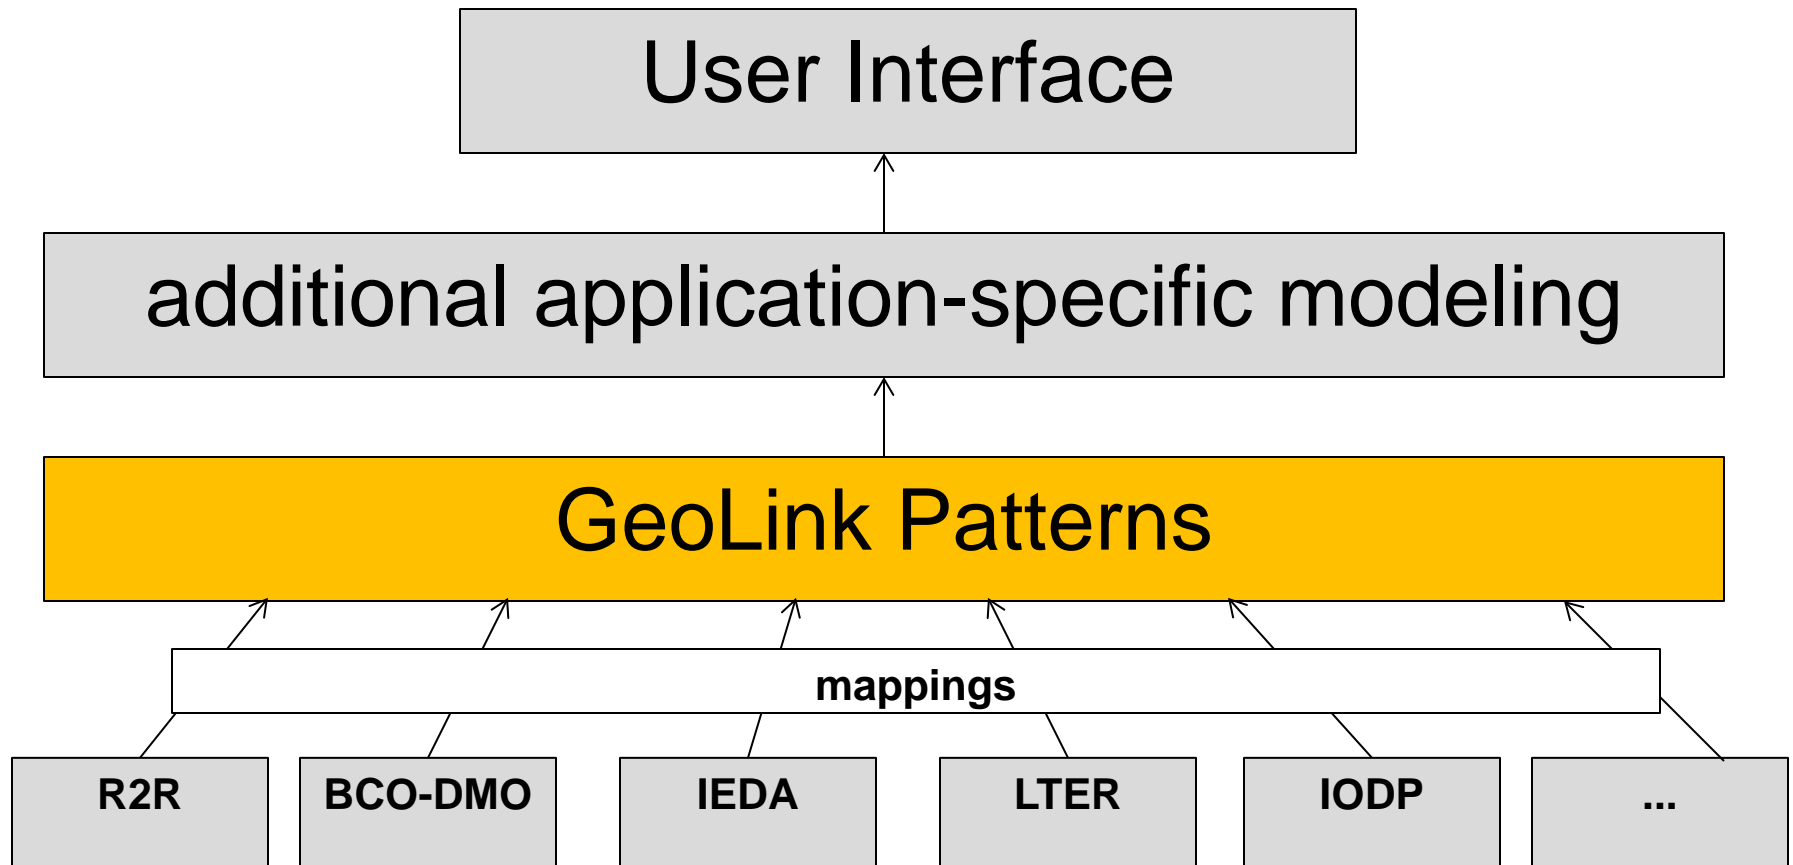 User Interface
additional application-specific modeling
GeoLink Patterns
mappings
R2R BCO-DMO IEDA LTER IODP ...